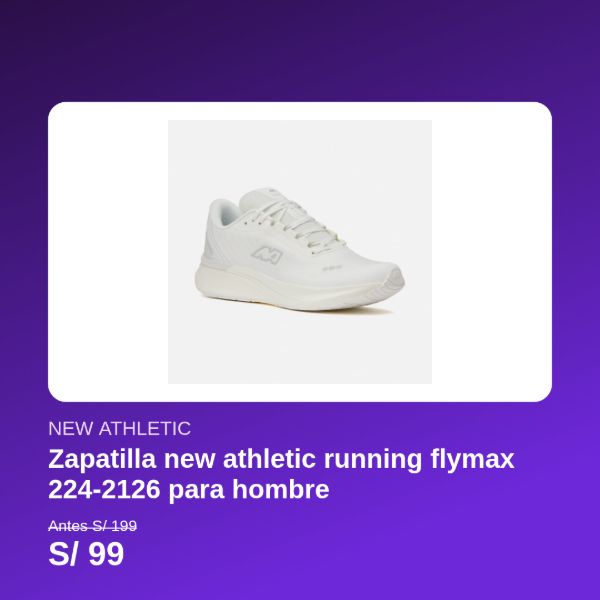 NEW ATHLETIC
Zapatilla new athletic running flymax
224-2126 para hombre
Antes S/ 199
S/ 99